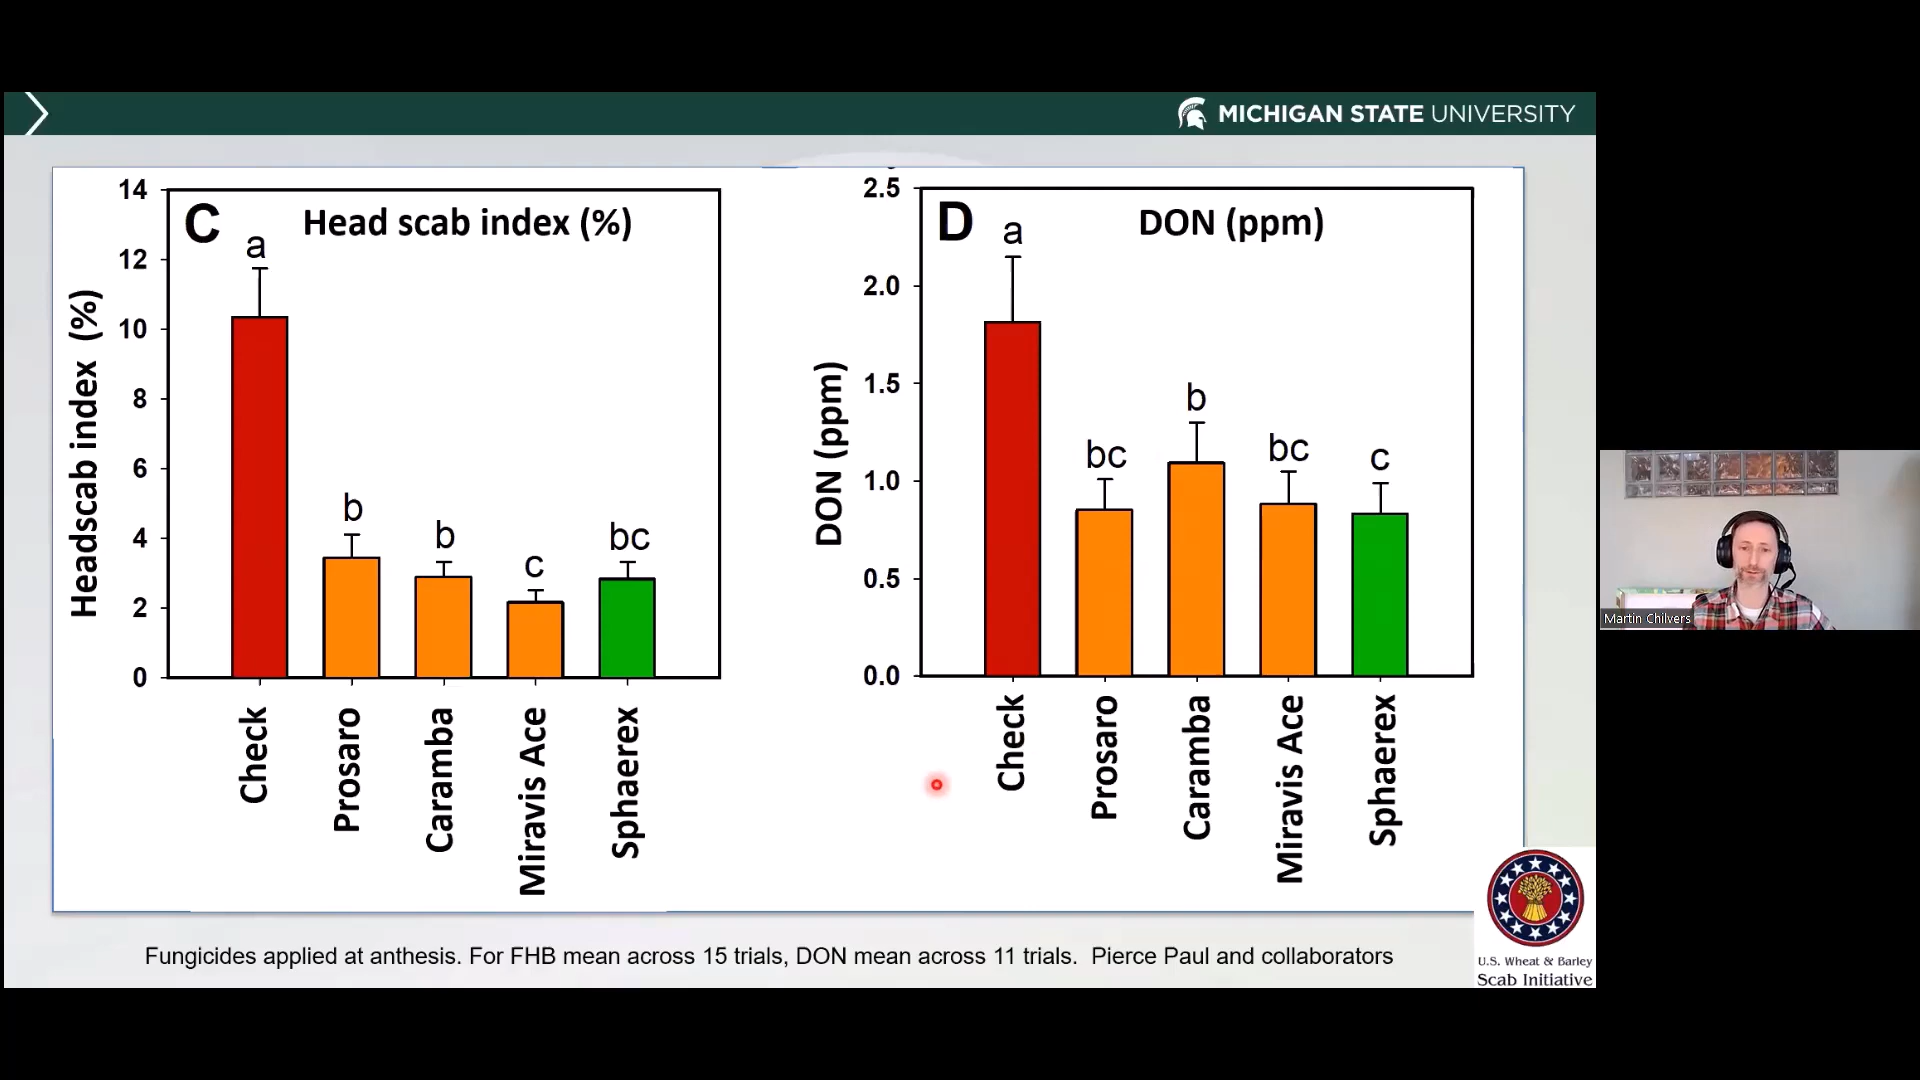 MICHIGAN STATE UNIVERSITY
C
Head scab index (%)
Headscab index (%)
14
12
10
8
6
4
2
0
a
b
b
c
bc
Check
Prosaro
Caramba
Miravis Ace
Sphaerex
D
DON (ppm)
DON (ppm)
2.5
2.0
1.5
1.0
0.5
0.0
a
bc
b
bc
c
Check
Prosaro
Caramba
Miravis Ace
Sphaerex
Martin Chilvers
Fungicides applied at anthesis. For FHB mean across 15 trials, DON mean across 11 trials. Pierce Paul and collaborators
U.S. Wheat & Barley
Scab Initiative